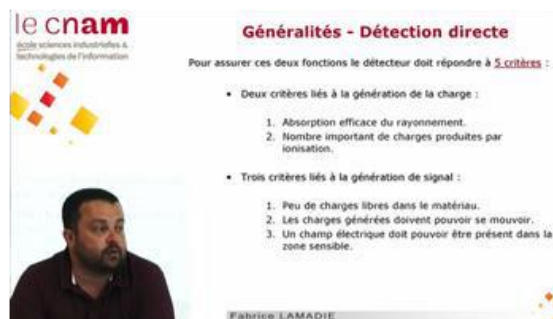 le cnam
école sciences industrielles &
technologies de l'information
Généralités - Détection directe
Pour assurer ces deux fonctions le détecteur doit répondre à 5 critères :
• Deux critères liés à la génération de la charge :
1. Absorption efficace du rayonnement.
2. Nombre important de charges produites par
ionisation.
• Trois critères liés à la génération de signal :
1. Peu de charges libres dans le matériau.
2. Les charges générées doivent pouvoir se mouvoir.
3. Un champ électrique doit pouvoir être présent dans la
zone sensible.
Fabrice LAMADIE